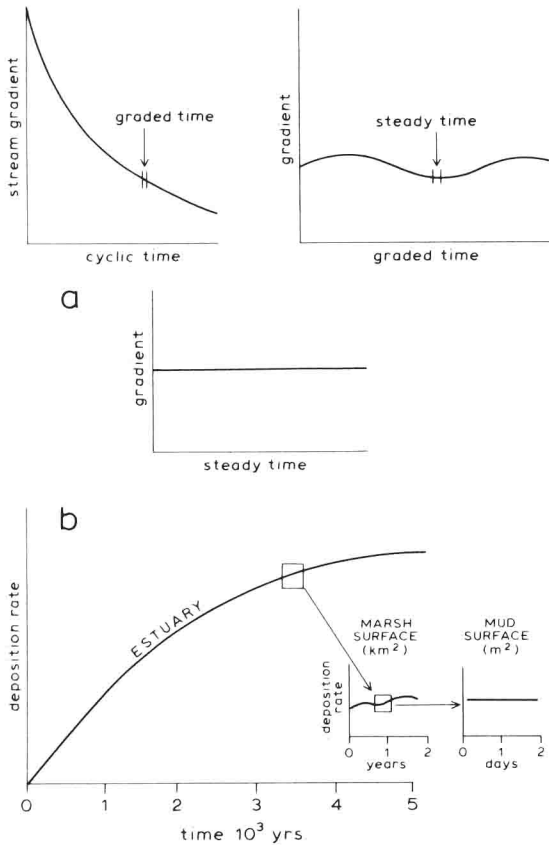 stream gradient
graded time
cyclic time
gradient
steady time
graded time
a
gradient
steady time
b
deposition rate
ESTUARY
0 1 2 3 4 5
time 10³ yrs.
MARSH
SURFACE
(km²)
deposition
rate
0 1 2
years
MUD
SURFACE
(m²)
0 1 2
days